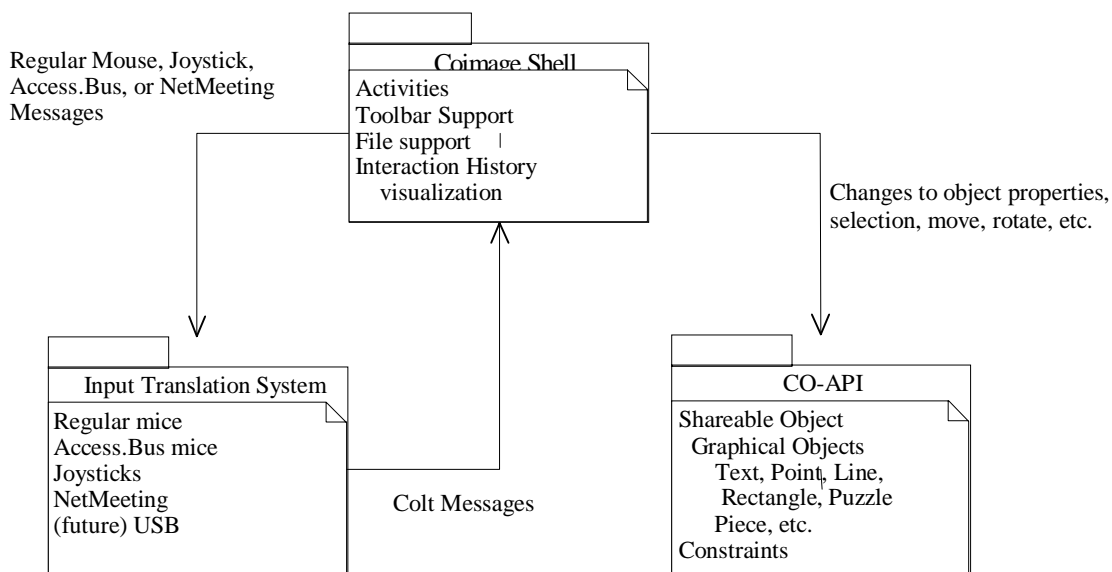 Coimage Shell
Regular Mouse, Joystick,
Access.Bus, or NetMeeting
Messages
Activities
Toolbar Support
File support
Interaction History
visualization
Changes to object properties,
selection, move, rotate, etc.
Input Translation System
Regular mice
Access.Bus mice
Joysticks
NetMeeting
(future) USB
Colt Messages
CO-API
Shareable Object
Graphical Objects
Text, Point, Line,
Rectangle, Puzzle
Piece, etc.
Constraints